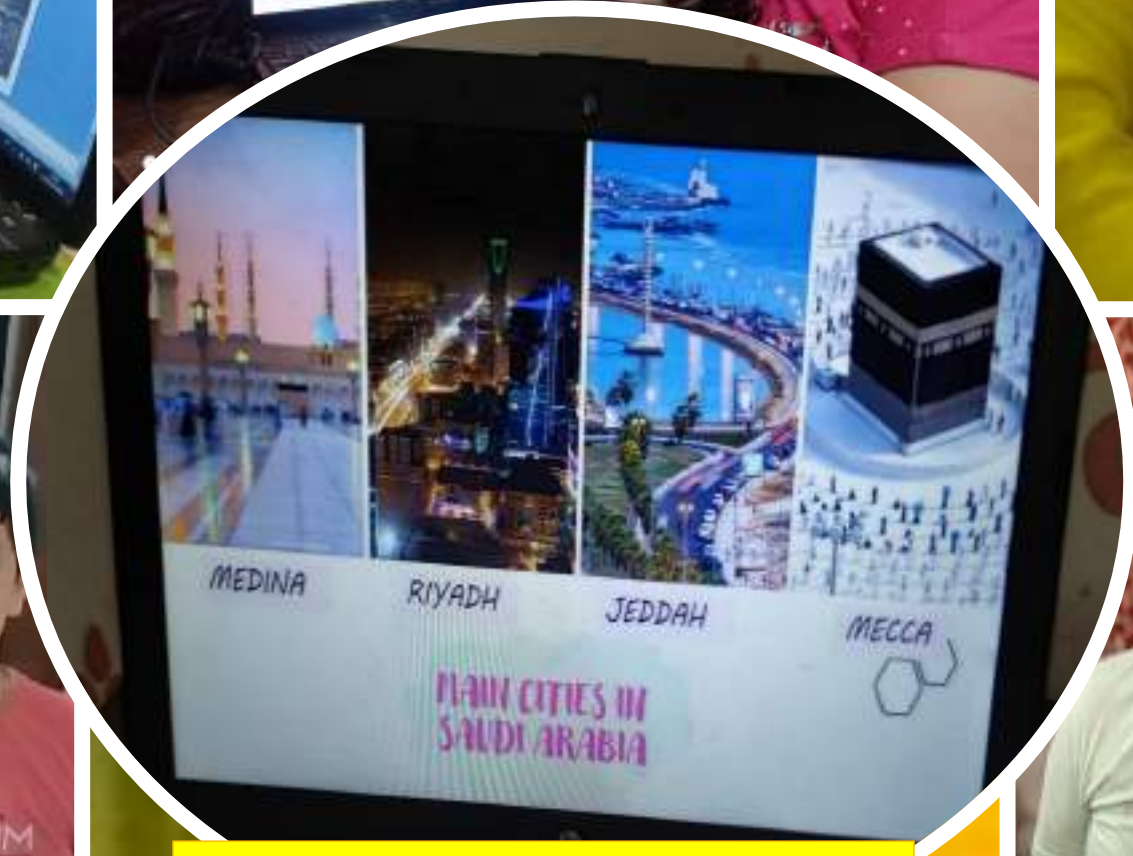 MEDINA
RIYADH
JEDDAH
MECCA
MAIN CITIES IN
SAUDI ARABIA